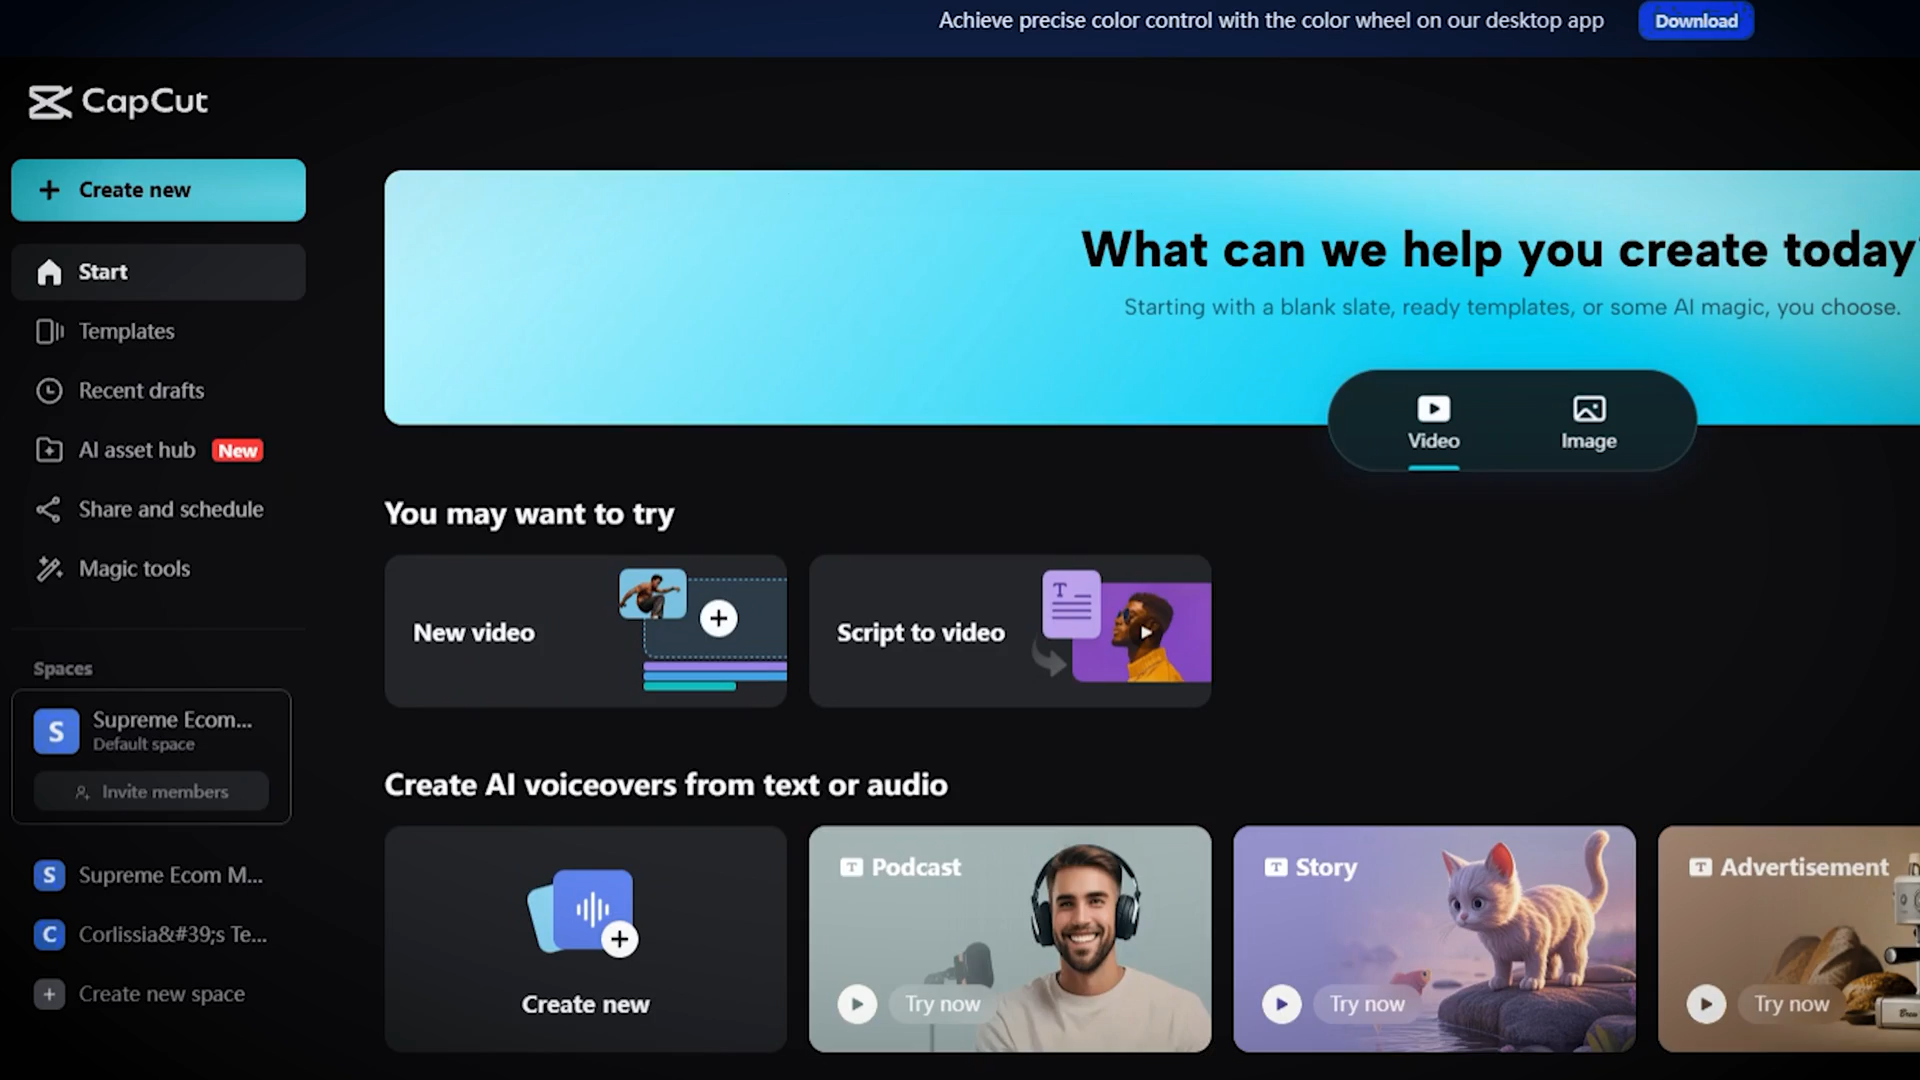 Achieve precise color control with the color wheel on our desktop app
Download
CapCut
Create new
Start
Templates
Recent drafts
AI asset hub New
Share and schedule
Magic tools
Spaces
S
Supreme Ecom...
Default space
Invite members
S Supreme Ecom M...
C Corlissia&#39;s Te...
Create new space
What can we help you create today?
Starting with a blank slate, ready templates, or some AI magic, you choose.
Video
Image
You may want to try
New video
Script to video
T
Create AI voiceovers from text or audio
Create new
T Podcast
Try now
T Story
Try now
T Advertisement
Try now
Brew